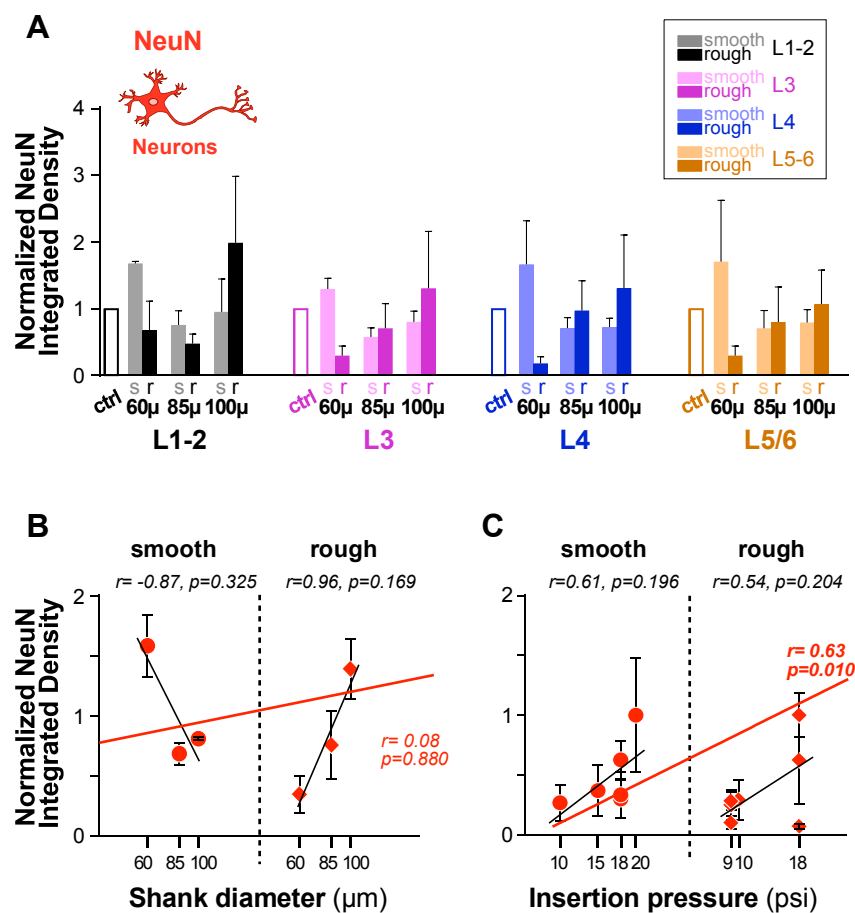 A
NeuN
Neurons
smooth
rough
L1-2
smooth
rough
L3
smooth
rough
L4
smooth
rough
L5-6
Normalized NeuN
Integrated Density
4
3
2
1
0
s r s r s r
ctrl 60µ 85µ 100µ
L1-2
s r s r s r
ctrl 60µ 85µ 100µ
L3
s r s r s r
ctrl 60µ 85µ 100µ
L4
s r s r s r
ctrl 60µ 85µ 100µ
L5/6
B
smooth rough
r= -0.87, p=0.325 r=0.96, p=0.169
Normalized NeuN
Integrated Density
2
1
0
r= 0.08
p=0.880
60 85 100 60 85 100
Shank diameter (µm)
C
smooth rough
r=0.61, p=0.196 r=0.54, p=0.204
Normalized NeuN
Integrated Density
2
1
0
r= 0.63
p=0.010
10 15 18 20 9 10 18
Insertion pressure (psi)